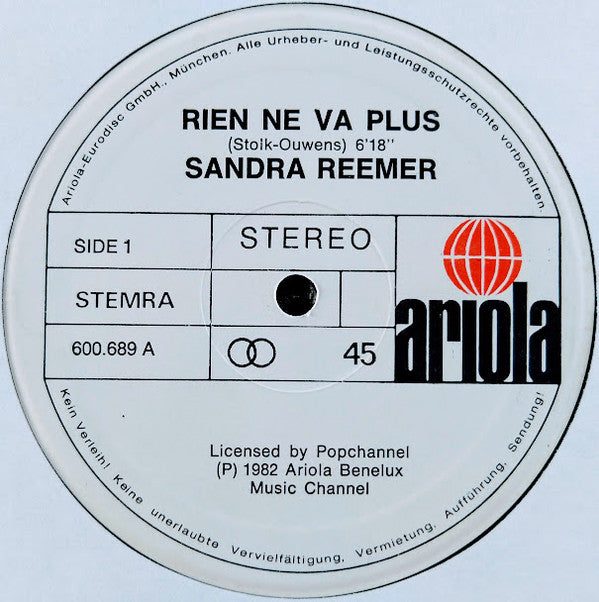 Ariola-Eurodisc GmbH., München. Alle Urheber- und Leistungsschutzrechte vorbehalten.
RIEN NE VA PLUS
(Stolk-Ouwens) 6'18"
SANDRA REEMER
SIDE 1
STEREO
STEMRA
600.689 A
45
ariola
Licensed by Popchannel
(P) 1982 Ariola Benelux
Music Channel
Kein Verleih! Keine unerlaubte Vervielfältigung, Vermietung, Aufführung, Sendung!